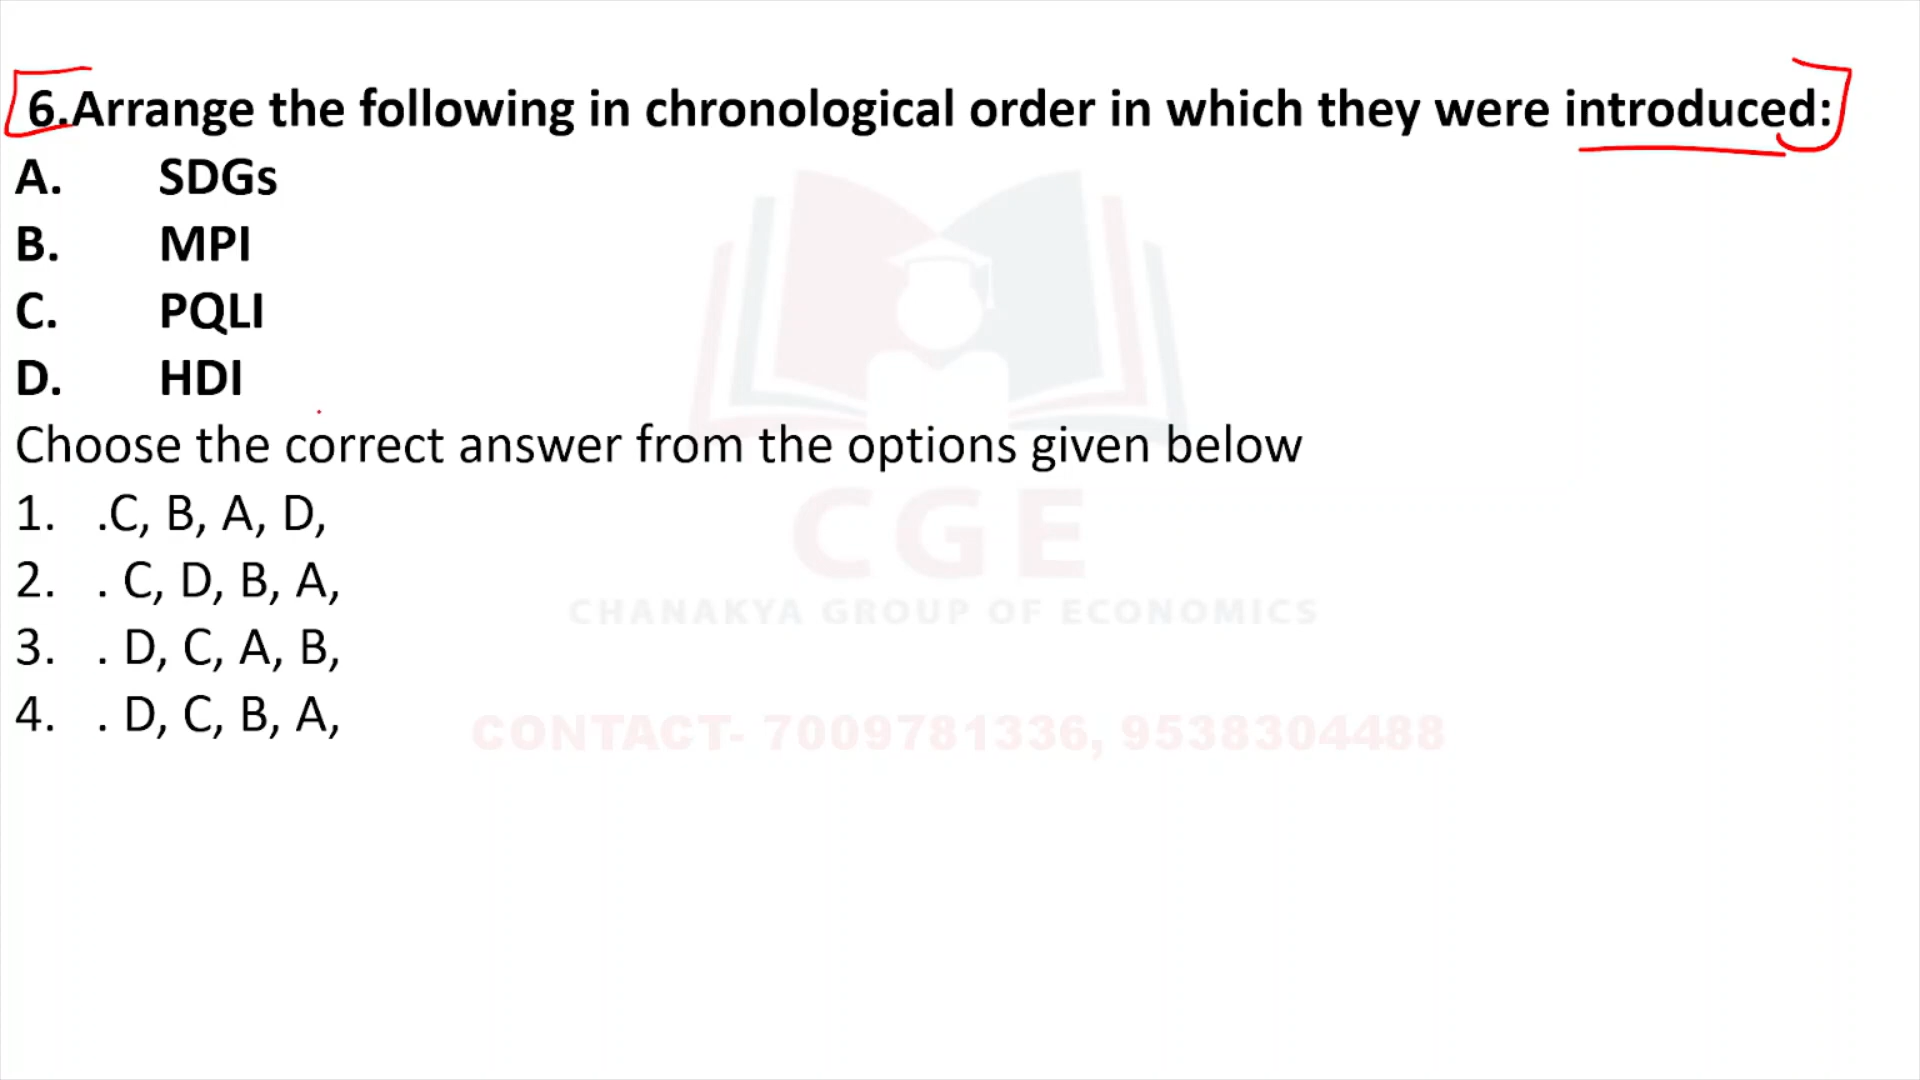 6.Arrange the following in chronological order in which they were introduced:
A. SDGs
B. MPI
C. PQLI
D. HDI
Choose the correct answer from the options given below
1. .C, B, A, D,
2. . C, D, B, A,
3. . D, C, A, B,
4. . D, C, B, A,
CGE
CHANAKYA GROUP OF ECONOMICS
CONTACT- 7009781336, 9538304488